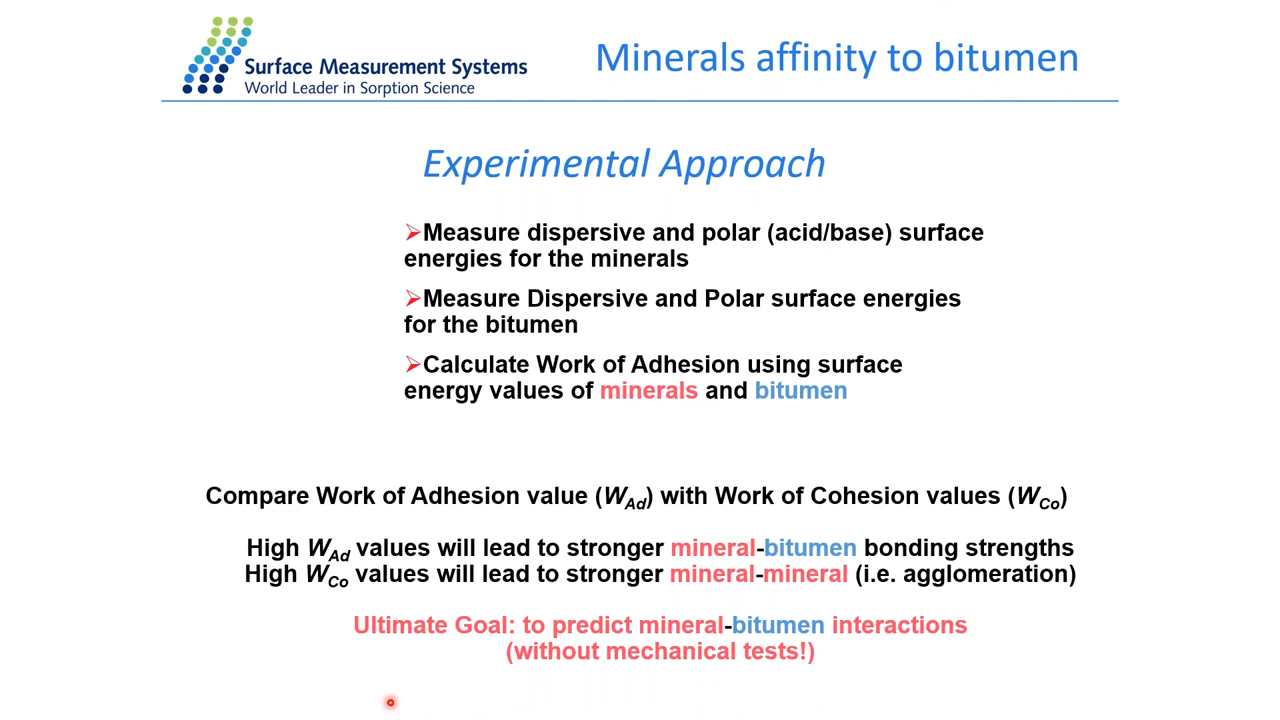 Surface Measurement Systems
World Leader in Sorption Science
Minerals affinity to bitumen
Experimental Approach
➢Measure dispersive and polar (acid/base) surface
energies for the minerals
➢Measure Dispersive and Polar surface energies
for the bitumen
➢Calculate Work of Adhesion using surface
energy values of minerals and bitumen
Compare Work of Adhesion value (WAd) with Work of Cohesion values (WCo)
High WAd values will lead to stronger mineral-bitumen bonding strengths
High WCo values will lead to stronger mineral-mineral (i.e. agglomeration)
Ultimate Goal: to predict mineral-bitumen interactions
(without mechanical tests!)